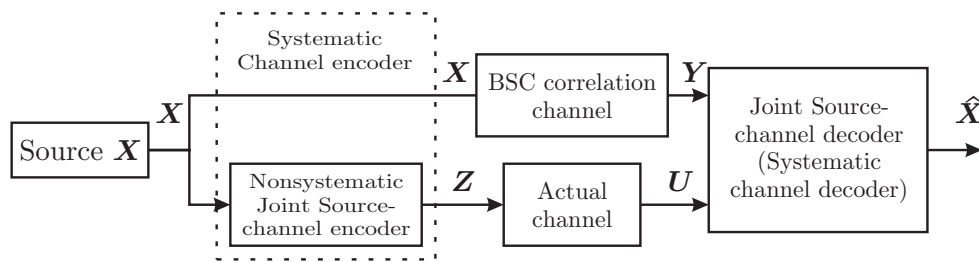 Systematic
Channel encoder
X
X
BSC correlation
channel
Y
Source X
Nonsystematic
Joint Source-
channel encoder
Z
Actual
channel
U
Joint Source-
channel decoder
(Systematic
channel decoder)
X̂